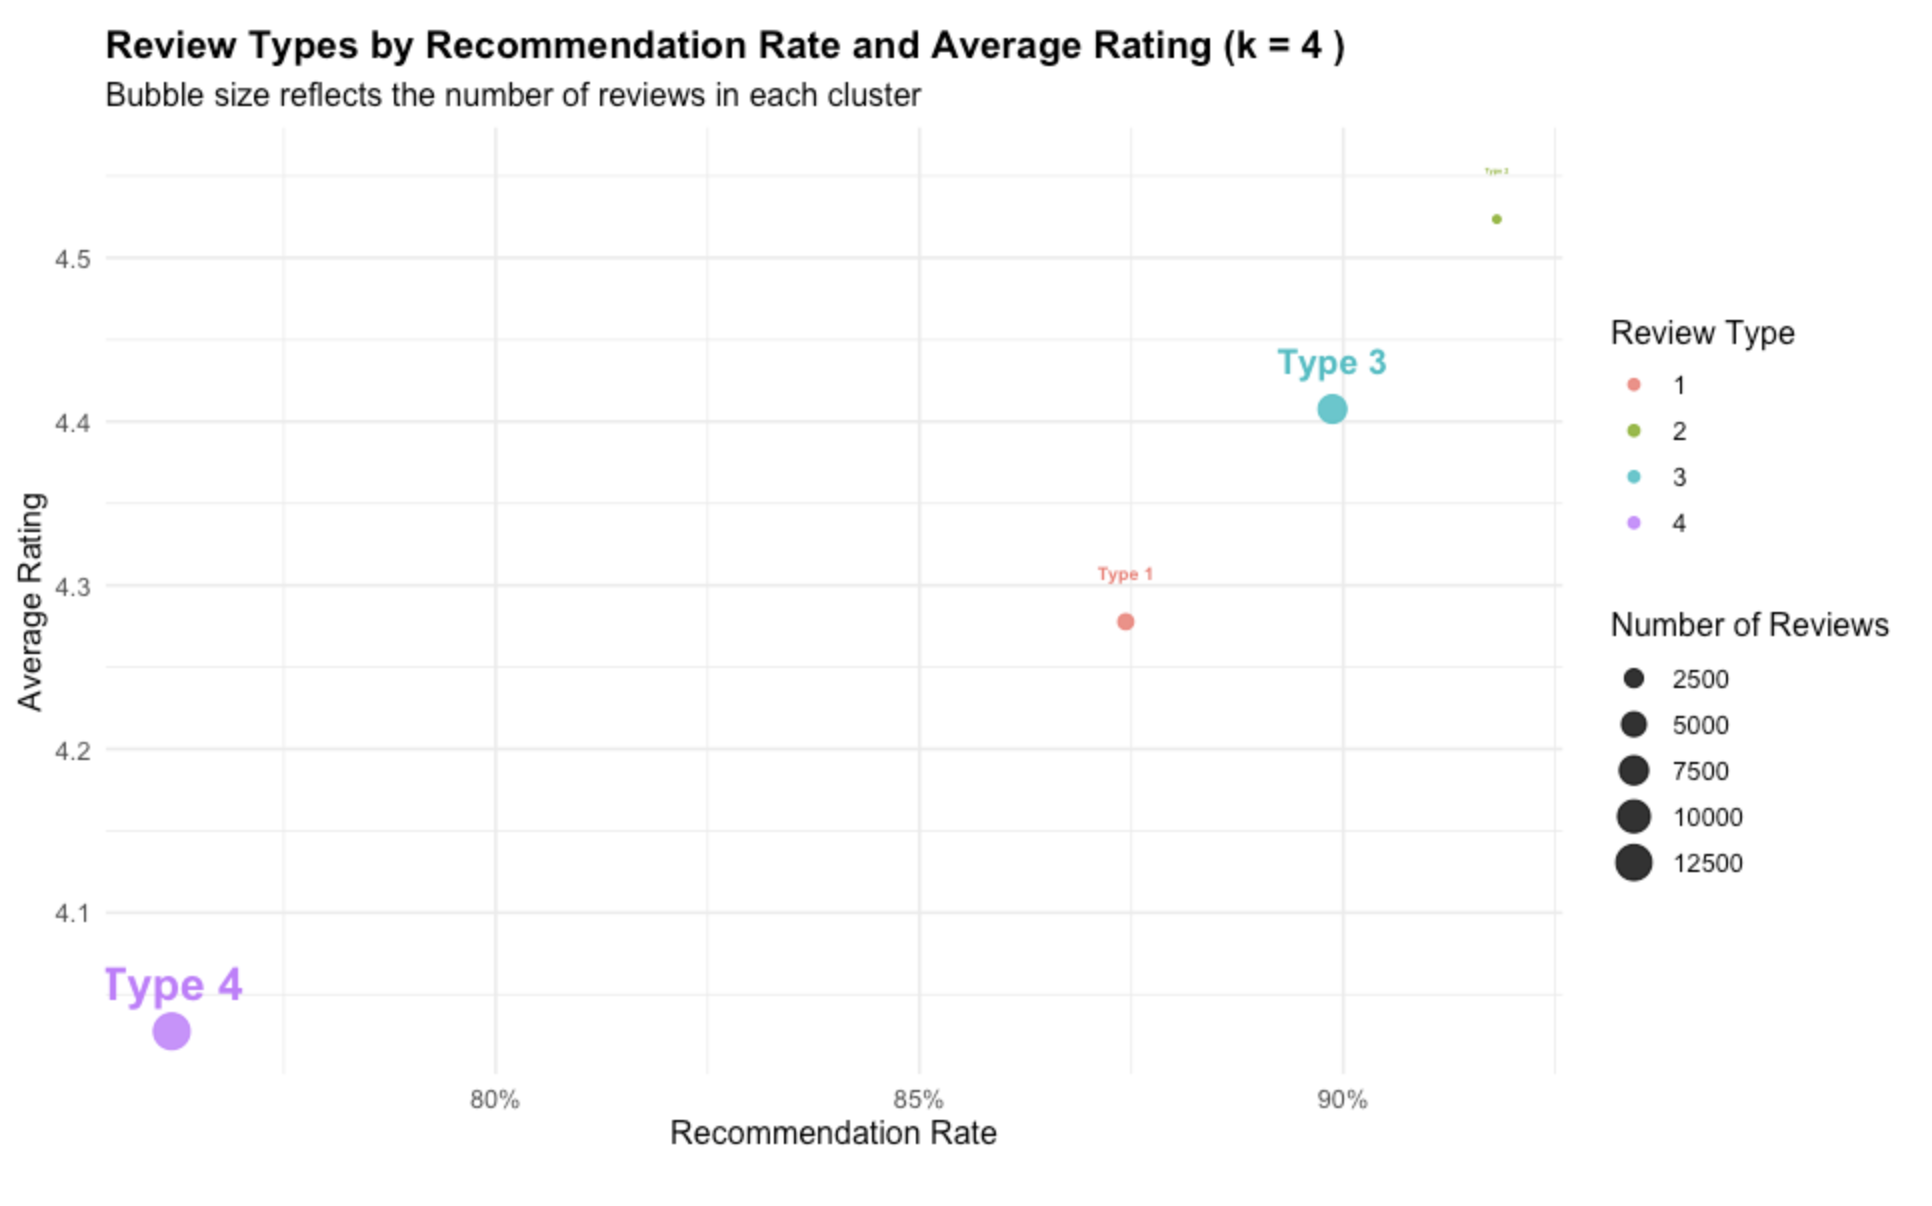 Review Types by Recommendation Rate and Average Rating (k = 4 )
Bubble size reflects the number of reviews in each cluster
Average Rating
4.5
4.4
4.3
4.2
4.1
Type 2
Type 3
Type 1
Type 4
80%
85%
90%
Recommendation Rate
Review Type
1
2
3
4
Number of Reviews
2500
5000
7500
10000
12500